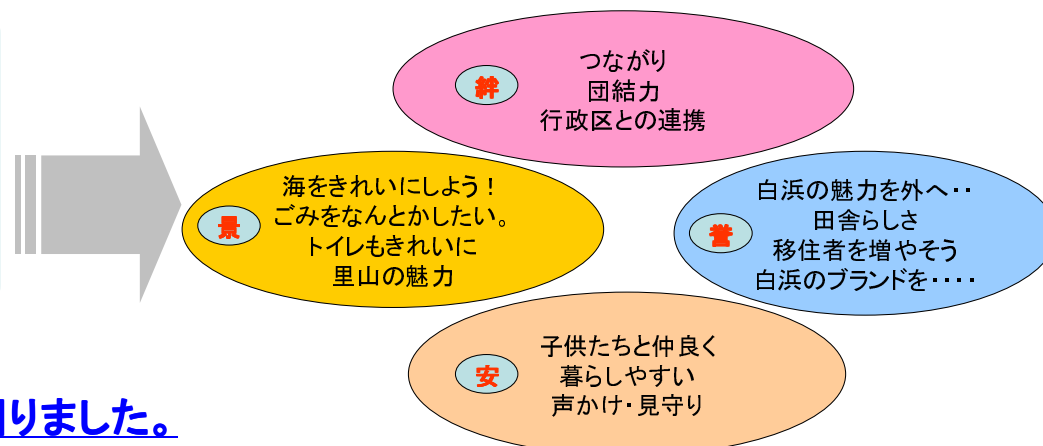 絆
つながり
団結力
行政区との連携
景
海をきれいにしよう！
ごみをなんとかしたい。
トイレもきれいに
里山の魅力
誉
白浜の魅力を外へ・・
田舎らしさ
移住者を増やそう
白浜のブランドを・・・・
安
子供たちと仲良く
暮らしやすい
声かけ・見守り
りました。